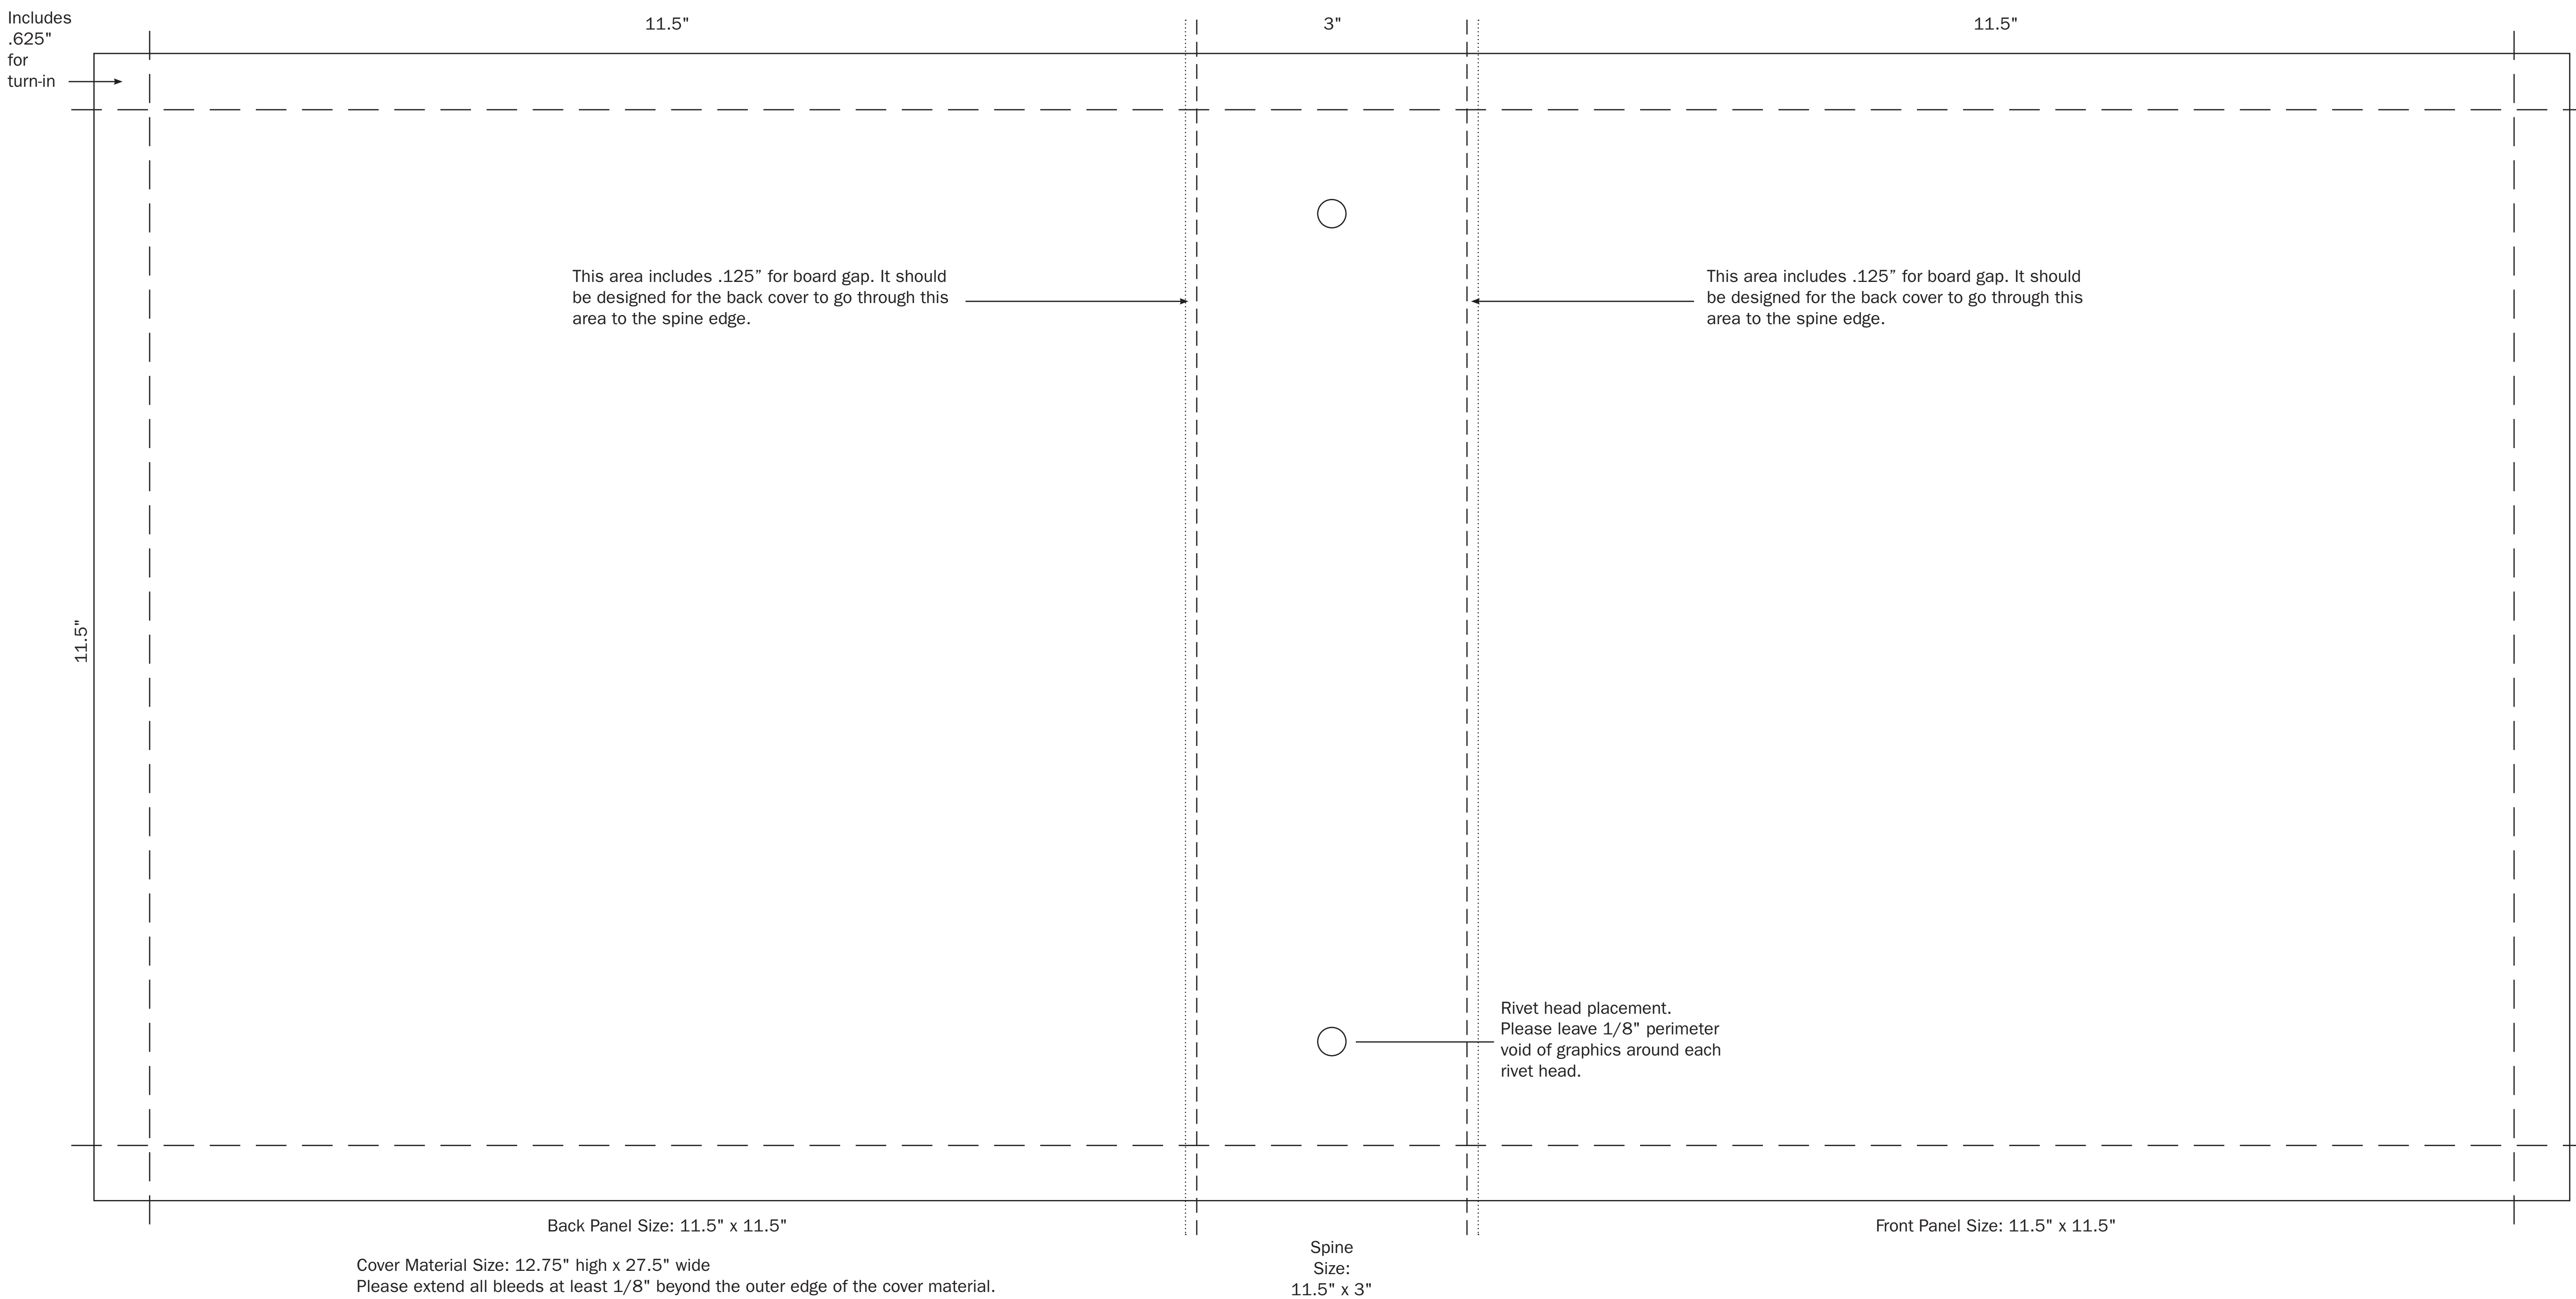 Includes
.625"
for
turn-in
11.5"
3"
11.5"
This area includes .125” for board gap. It should
be designed for the back cover to go through this
area to the spine edge.
This area includes .125” for board gap. It should
be designed for the back cover to go through this
area to the spine edge.
11.5"
Rivet head placement.
Please leave 1/8" perimeter
void of graphics around each
rivet head.
Back Panel Size: 11.5" x 11.5"
Front Panel Size: 11.5" x 11.5"
Cover Material Size: 12.75" high x 27.5" wide
Please extend all bleeds at least 1/8" beyond the outer edge of the cover material.
Spine
Size:
11.5" x 3"